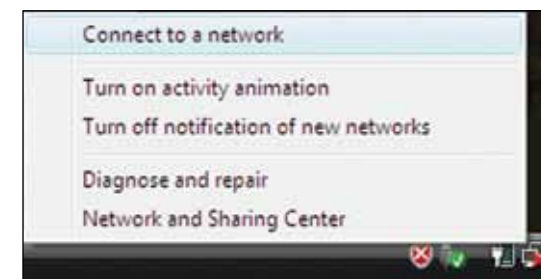 Connect to a network
Turn on activity animation
Turn off notification of new networks
Diagnose and repair
Network and Sharing Center